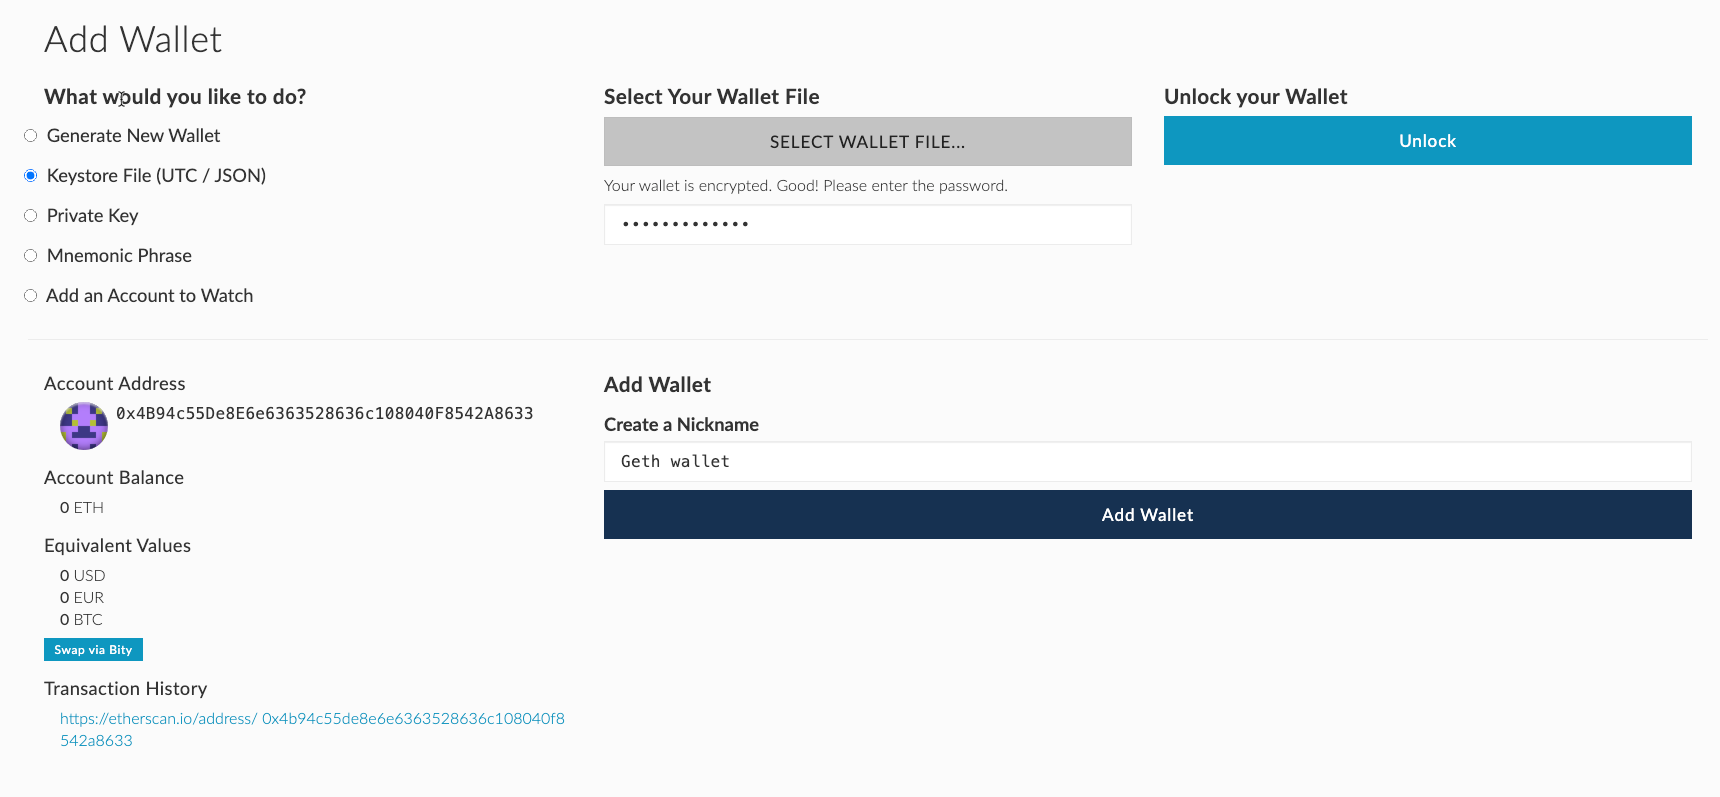 Add Wallet
What would you like to do?
Generate New Wallet
Keystore File (UTC / JSON)
Private Key
Mnemonic Phrase
Add an Account to Watch
Select Your Wallet File
SELECT WALLET FILE...
Your wallet is encrypted. Good! Please enter the password.
•••••••••••••
Unlock your Wallet
Unlock
Account Address
0x4B94c55De8E6e6363528636c108040F8542A8633
Account Balance
0 ETH
Equivalent Values
0 USD
0 EUR
0 BTC
Swap via Bity
Transaction History
https://etherscan.io/address/ 0x4b94c55de8e6e6363528636c108040f8
542a8633
Add Wallet
Create a Nickname
Geth wallet
Add Wallet